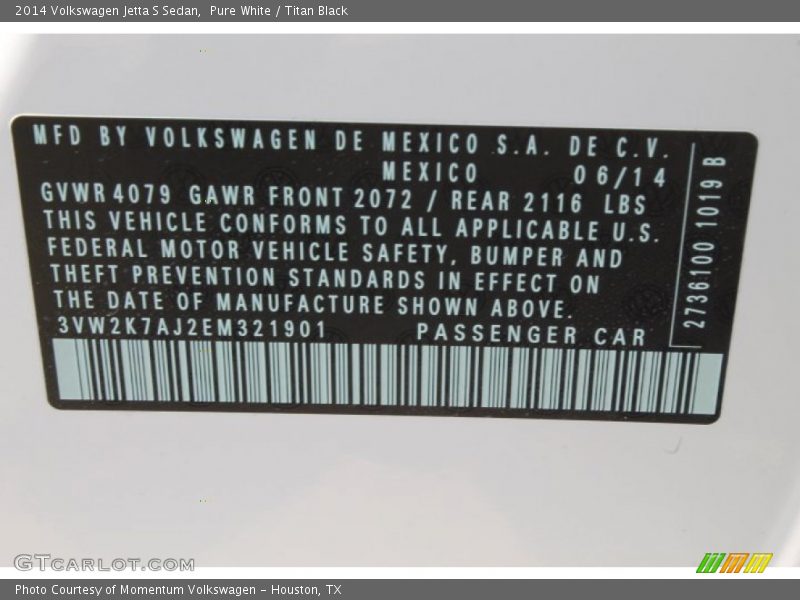 2014 Volkswagen Jetta S Sedan,  Pure White / Titan Black
MFD BY VOLKSWAGEN DE MEXICO S.A. DE C.V.
MEXICO 06/14
GVWR 4079 GAWR FRONT 2072 / REAR 2116 LBS
THIS VEHICLE CONFORMS TO ALL APPLICABLE U.S.
FEDERAL MOTOR VEHICLE SAFETY, BUMPER AND
THEFT PREVENTION STANDARDS IN EFFECT ON
THE DATE OF MANUFACTURE SHOWN ABOVE.
3VW2K7AJ2EM321901 PASSENGER CAR
2736100 1019 B
GTCARLOT.COM
Photo Courtesy of Momentum Volkswagen – Houston, TX